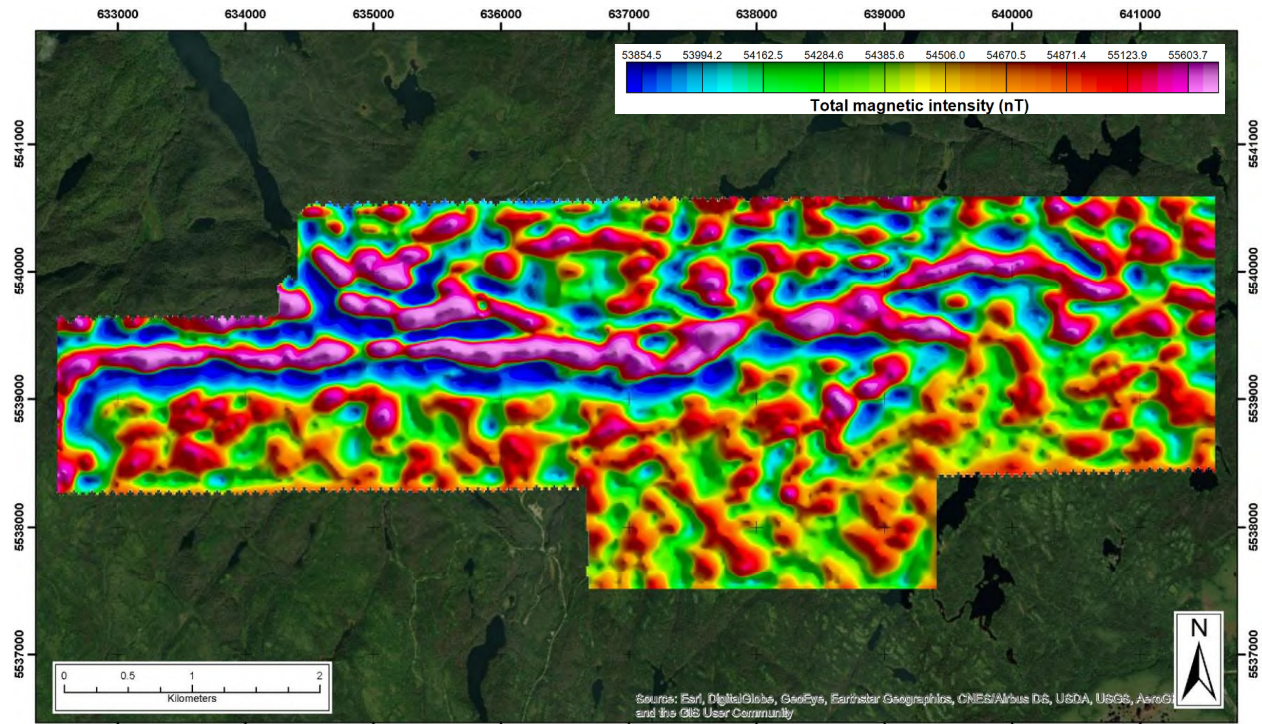 633000 634000 635000 636000 637000 638000 639000 640000 641000
53854.5 53994.2 54162.5 54284.6 54385.6 54506.0 54670.5 54871.4 55123.9 55603.7
Total magnetic intensity (nT)
5541000 5541000
5540000 5540000
5539000 5539000
5538000 5538000
5537000 5537000
N
0 0.5 1 2
Kilometers
Source: Esri, DigitalGlobe, GeoEye, Earthstar Geographics, CNES/Airbus DS, USDA, USGS,
and the GIS User Community